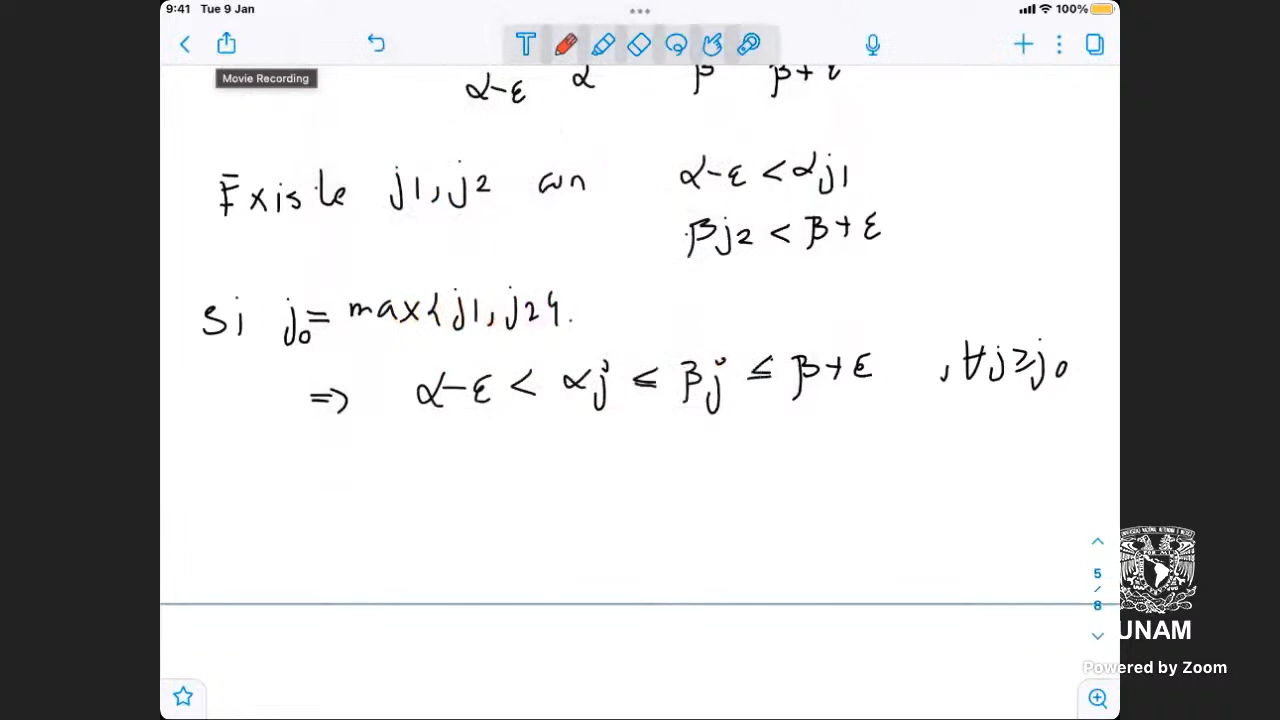 9:41 Tue 9 Jan
100%
Movie Recording
α-ε α β β+ε
Existe j1, j2 con α-ε < αj1
βj2 < β+ε
Si j₀ = max{j1, j2}.
⇒ α-ε < αj ≤ βj ≤ β+ε , ∀j≥j₀
5
/
8
UNAM
Powered by Zoom